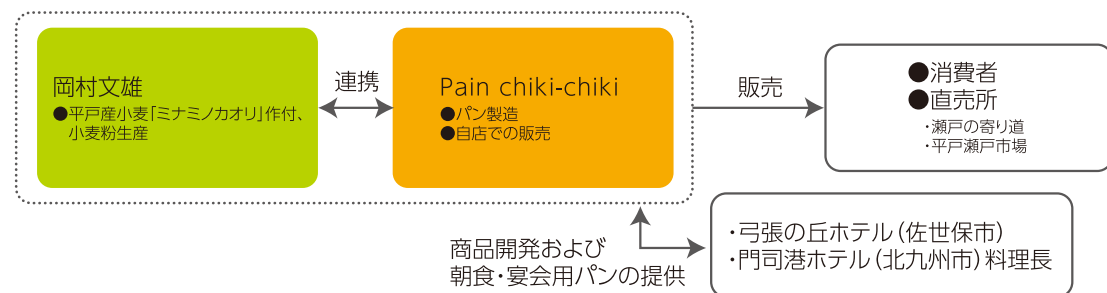 岡村文雄
●平戸産小麦「ミナミノカオリ」作付、
小麦粉生産
連携
Pain chiki-chiki
●パン製造
●自店での販売
販売
●消費者
●直売所
・瀬戸の寄り道
・平戸瀬戸市場
商品開発および
朝食・宴会用パンの提供
・弓張の丘ホテル(佐世保市)
・門司港ホテル(北九州市)料理長